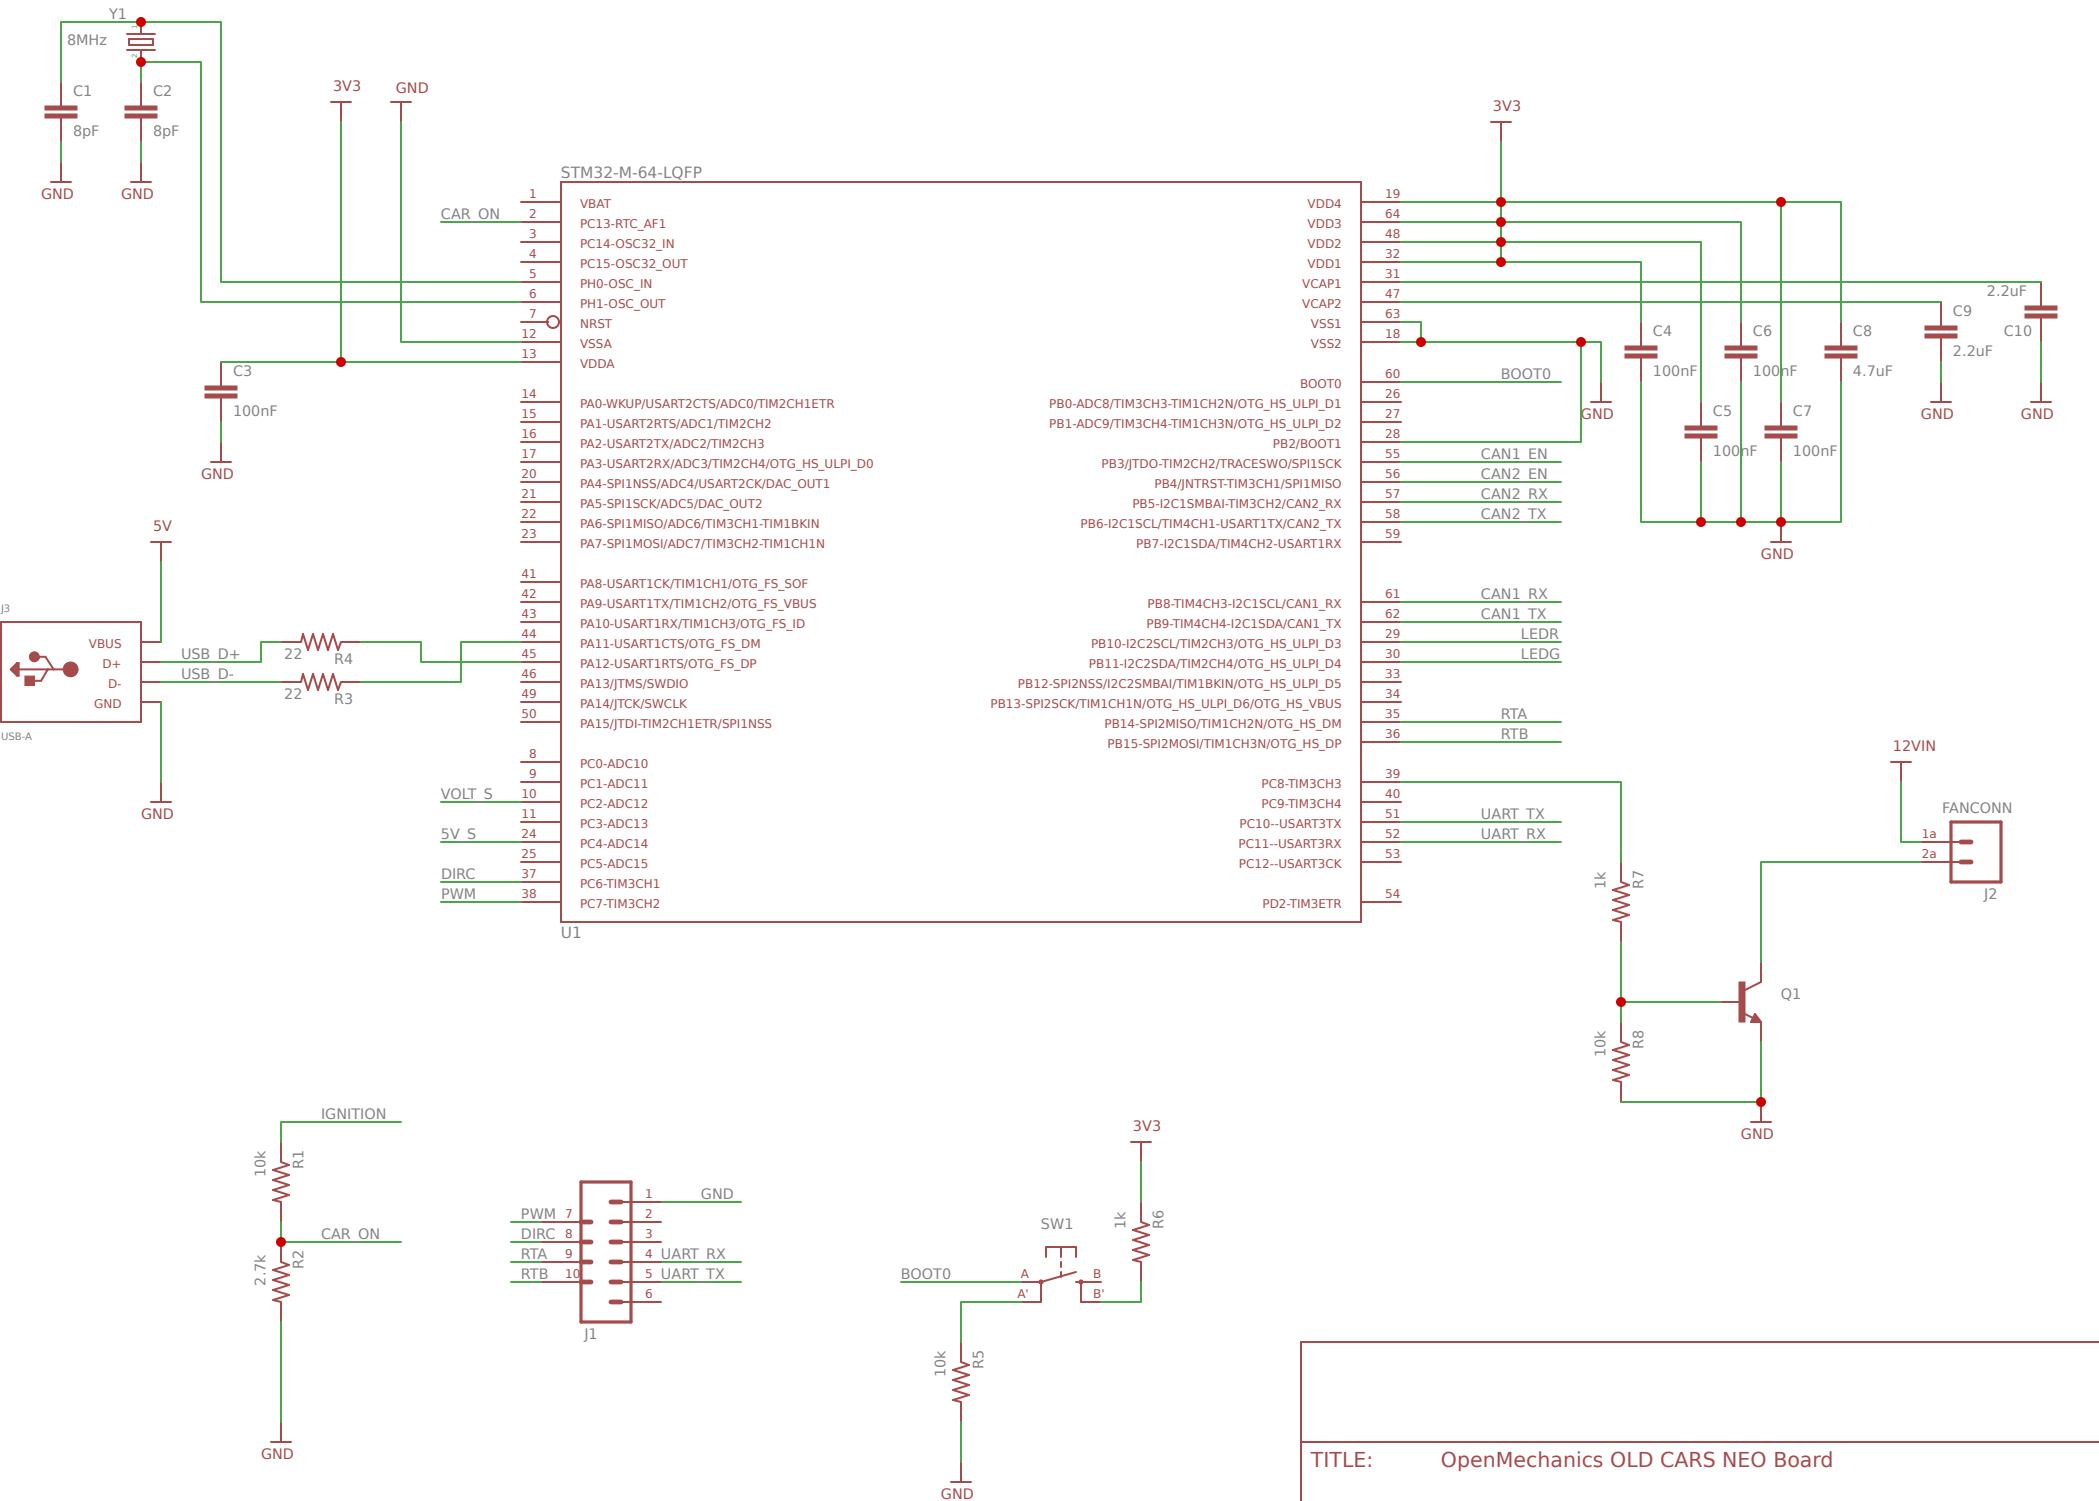 Y1
8MHz
1
2
C1
8pF
C2
8pF
GND
GND
3V3
GND
C3
100nF
GND
5V
J3
VBUS
D+
D-
GND
USB-A
USB_D+
USB_D-
22
R4
22
R3
GND
STM32-M-64-LQFP
CAR_ON
1 VBAT
2 PC13-RTC_AF1
3 PC14-OSC32_IN
4 PC15-OSC32_OUT
5 PH0-OSC_IN
6 PH1-OSC_OUT
7 NRST
12 VSSA
13 VDDA
14 PA0-WKUP/USART2CTS/ADC0/TIM2CH1ETR
15 PA1-USART2RTS/ADC1/TIM2CH2
16 PA2-USART2TX/ADC2/TIM2CH3
17 PA3-USART2RX/ADC3/TIM2CH4/OTG_HS_ULPI_D0
20 PA4-SPI1NSS/ADC4/USART2CK/DAC_OUT1
21 PA5-SPI1SCK/ADC5/DAC_OUT2
22 PA6-SPI1MISO/ADC6/TIM3CH1-TIM1BKIN
23 PA7-SPI1MOSI/ADC7/TIM3CH2-TIM1CH1N
41 PA8-USART1CK/TIM1CH1/OTG_FS_SOF
42 PA9-USART1TX/TIM1CH2/OTG_FS_VBUS
43 PA10-USART1RX/TIM1CH3/OTG_FS_ID
44 PA11-USART1CTS/OTG_FS_DM
45 PA12-USART1RTS/OTG_FS_DP
46 PA13/JTMS/SWDIO
49 PA14/JTCK/SWCLK
50 PA15/JTDI-TIM2CH1ETR/SPI1NSS
8 PC0-ADC10
9 PC1-ADC11
VOLT_S 10 PC2-ADC12
11 PC3-ADC13
5V_S 24 PC4-ADC14
25 PC5-ADC15
DIRC 37 PC6-TIM3CH1
PWM 38 PC7-TIM3CH2
U1
3V3
VDD4 19
VDD3 64
VDD2 48
VDD1 32
VCAP1 31
VCAP2 47
VSS1 63
VSS2 18
BOOT0 60 BOOT0
PB0-ADC8/TIM3CH3-TIM1CH2N/OTG_HS_ULPI_D1 26
PB1-ADC9/TIM3CH4-TIM1CH3N/OTG_HS_ULPI_D2 27
PB2/BOOT1 28
PB3/JTDO-TIM2CH2/TRACESWO/SPI1SCK 55 CAN1_EN
PB4/JNTRST-TIM3CH1/SPI1MISO 56 CAN2_EN
PB5-I2C1SMBAI-TIM3CH2/CAN2_RX 57 CAN2_RX
PB6-I2C1SCL/TIM4CH1-USART1TX/CAN2_TX 58 CAN2_TX
PB7-I2C1SDA/TIM4CH2-USART1RX 59
PB8-TIM4CH3-I2C1SCL/CAN1_RX 61 CAN1_RX
PB9-TIM4CH4-I2C1SDA/CAN1_TX 62 CAN1_TX
PB10-I2C2SCL/TIM2CH3/OTG_HS_ULPI_D3 29 LEDR
PB11-I2C2SDA/TIM2CH4/OTG_HS_ULPI_D4 30 LEDG
PB12-SPI2NSS/I2C2SMBAI/TIM1BKIN/OTG_HS_ULPI_D5 33
PB13-SPI2SCK/TIM1CH1N/OTG_HS_ULPI_D6/OTG_HS_VBUS 34
PB14-SPI2MISO/TIM1CH2N/OTG_HS_DM 35 RTA
PB15-SPI2MOSI/TIM1CH3N/OTG_HS_DP 36 RTB
PC8-TIM3CH3 39
PC9-TIM3CH4 40
PC10--USART3TX 51 UART_TX
PC11--USART3RX 52 UART_RX
PC12--USART3CK 53
PD2-TIM3ETR 54
GND
C4
100nF
C5
100nF
C6
100nF
C7
100nF
C8
4.7uF
GND
C9
2.2uF
GND
2.2uF
C10
GND
12VIN
FANCONN
1a
2a
J2
1k
R7
10k
R8
Q1
GND
IGNITION
10k
R1
CAR_ON
2.7k
R2
GND
PWM 7
DIRC 8
RTA 9
RTB 10
1 GND
2
3
4 UART_RX
5 UART_TX
6
J1
3V3
1k
R6
SW1
BOOT0
A
A'
B
B'
10k
R5
GND
TITLE: OpenMechanics OLD CARS NEO Board